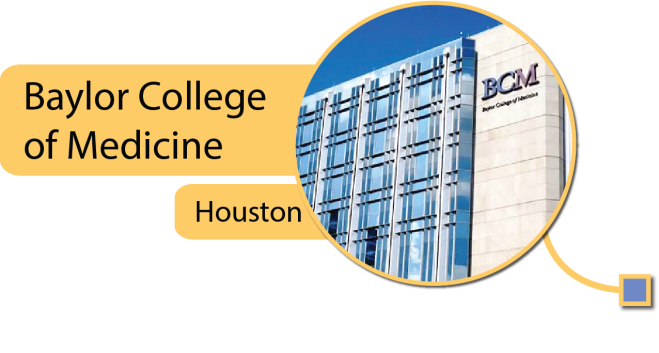 Baylor College
of Medicine
Houston
BCM
Baylor College of Medicine